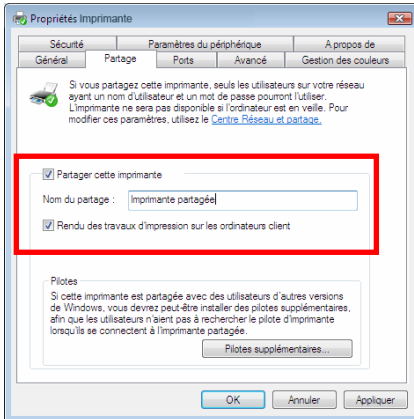 Propriétés Imprimante
Sécurité Paramètres du périphérique A propos de
Général Partage Ports Avancé Gestion des couleurs
Si vous partagez cette imprimante, seuls les utilisateurs sur votre réseau
ayant un nom d'utilisateur et un mot de passe pourront l'utiliser.
L'imprimante ne sera pas disponible si l'ordinateur est en veille. Pour
modifier ces paramètres, utilisez le Centre Réseau et partage.
Partager cette imprimante
Nom du partage : Imprimante partagée
Rendu des travaux d'impression sur les ordinateurs client
Pilotes
Si cette imprimante est partagée avec des utilisateurs d'autres versions
de Windows, vous devrez peut-être installer des pilotes supplémentaires,
afin que les utilisateurs n'aient pas à rechercher le pilote d'imprimante
lorsqu'ils se connectent à l'imprimante partagée.
Pilotes supplémentaires...
OK Annuler Appliquer